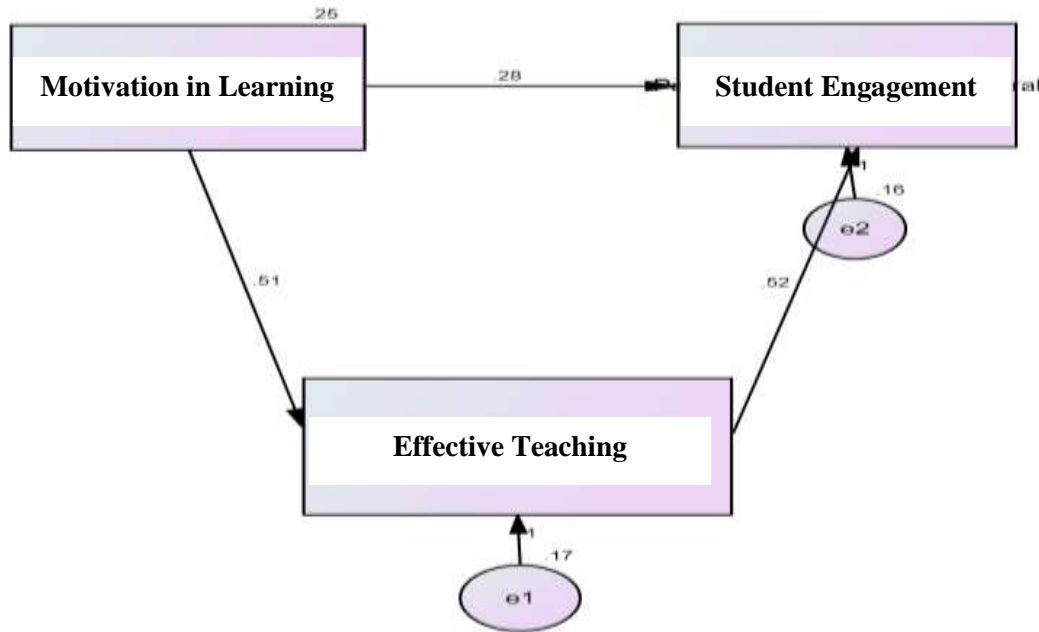 .25
Motivation in Learning
.28
Student Engagement
1
.16
e2
.51
.52
Effective Teaching
1
.17
e1